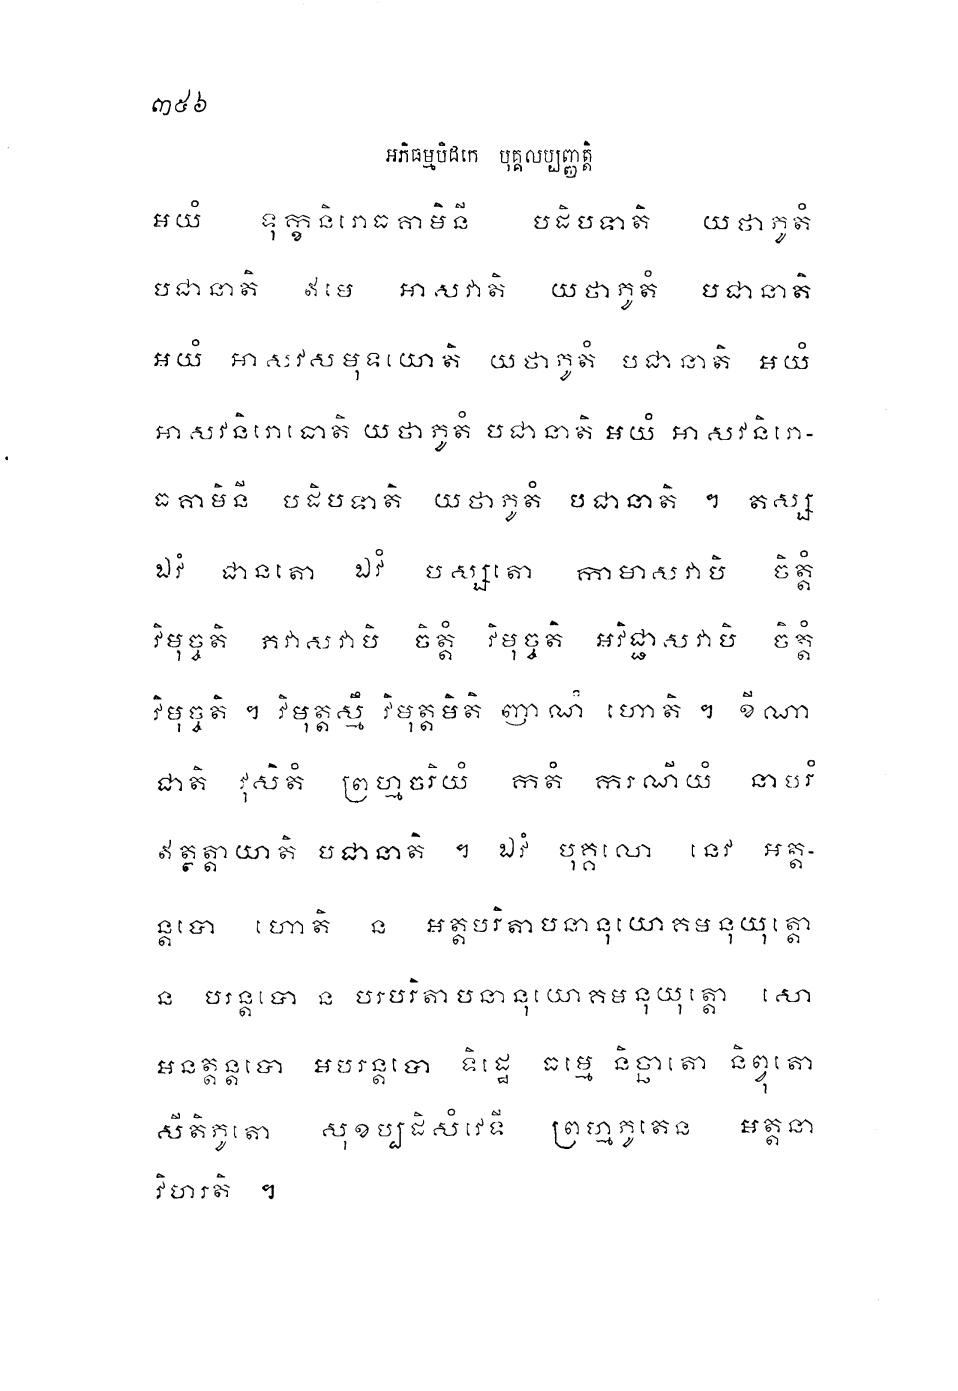 ៣៥៦
អភិធម្មបិដកេ បុគ្គលប្បញ្ញត្តិ
អយំ ទុក្ខនិរោធគាមិនី បដិបទាតិ យថាភូតំ
បជានាតិ ឥមេ អាសវាតិ យថាភូតំ បជានាតិ
អយំ អាសវសមុទយោតិ យថាភូតំ បជានាតិ អយំ
អាសវនិរោធោតិ យថាភូតំ បជានាតិ អយំ អាសវនិរោ-
ធគាមិនី បដិបទាតិ យថាភូតំ បជានាតិ ។ តស្ស
ឯវំ ជានតោ ឯវំ បស្សតោ កាមាសវាបិ ចិត្តំ
វិមុច្ចតិ ភវាសវាបិ ចិត្តំ វិមុច្ចតិ អវិជ្ជាសវាបិ ចិត្តំ
វិមុច្ចតិ ។ វិមុត្តស្មឹ វិមុត្តមិតិ ញាណំ ហោតិ ។ ខីណា
ជាតិ វុសិតំ ព្រហ្មចរិយំ កតំ ករណីយំ នាបរំ
ឥត្ថត្តាយាតិ បជានាតិ ។ ឯវំ បុគ្គលោ នេវ អត្ត-
ន្តបោ ហោតិ ន អត្តបរិតាបនានុយោគមនុយុត្តោ
ន បរន្តបោ ន បរបរិតាបនានុយោគមនុយុត្តោ សោ
អនត្តន្តបោ អបរន្តបោ ទិដ្ឋេ ធម្មេ និច្ឆាតោ និព្វុតោ
សីតិភូតោ សុខប្បដិសំវេទី ព្រហ្មភូតេន អត្តនា
វិហរតិ ។